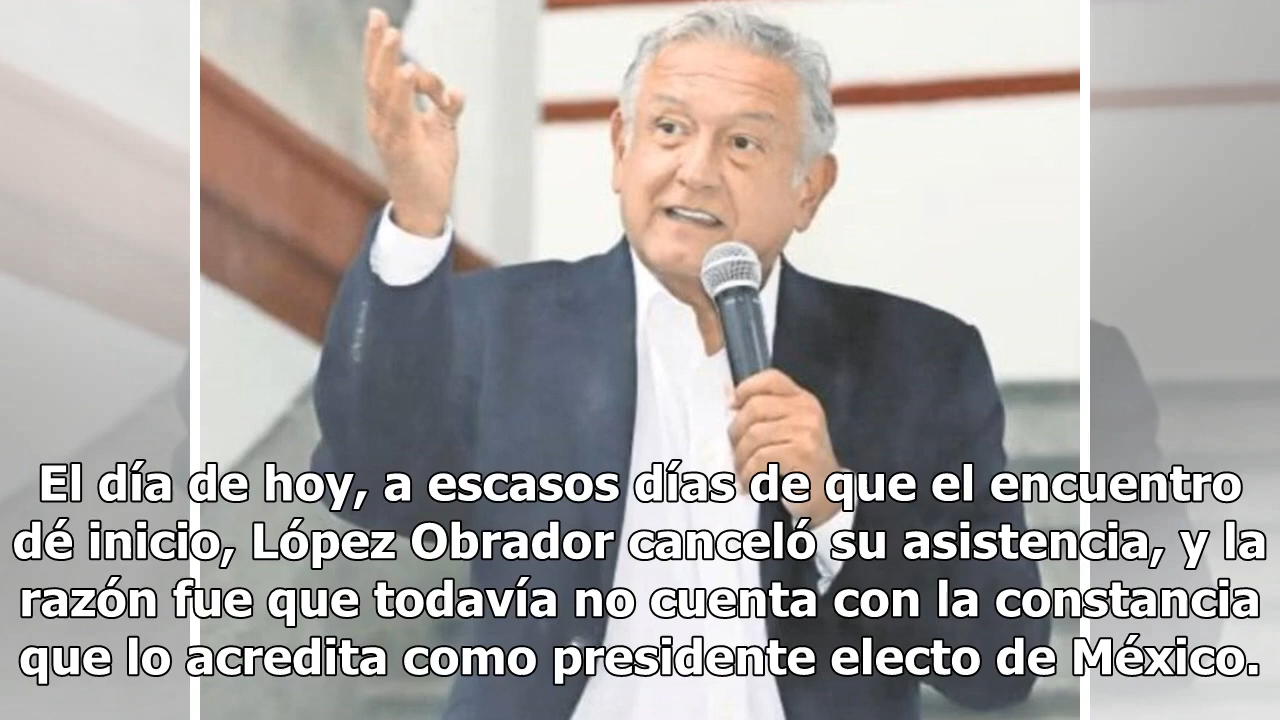 El día de hoy, a escasos días de que el encuentro
dé inicio, López Obrador canceló su asistencia, y la
razón fue que todavía no cuenta con la constancia
que lo acredita como presidente electo de México.